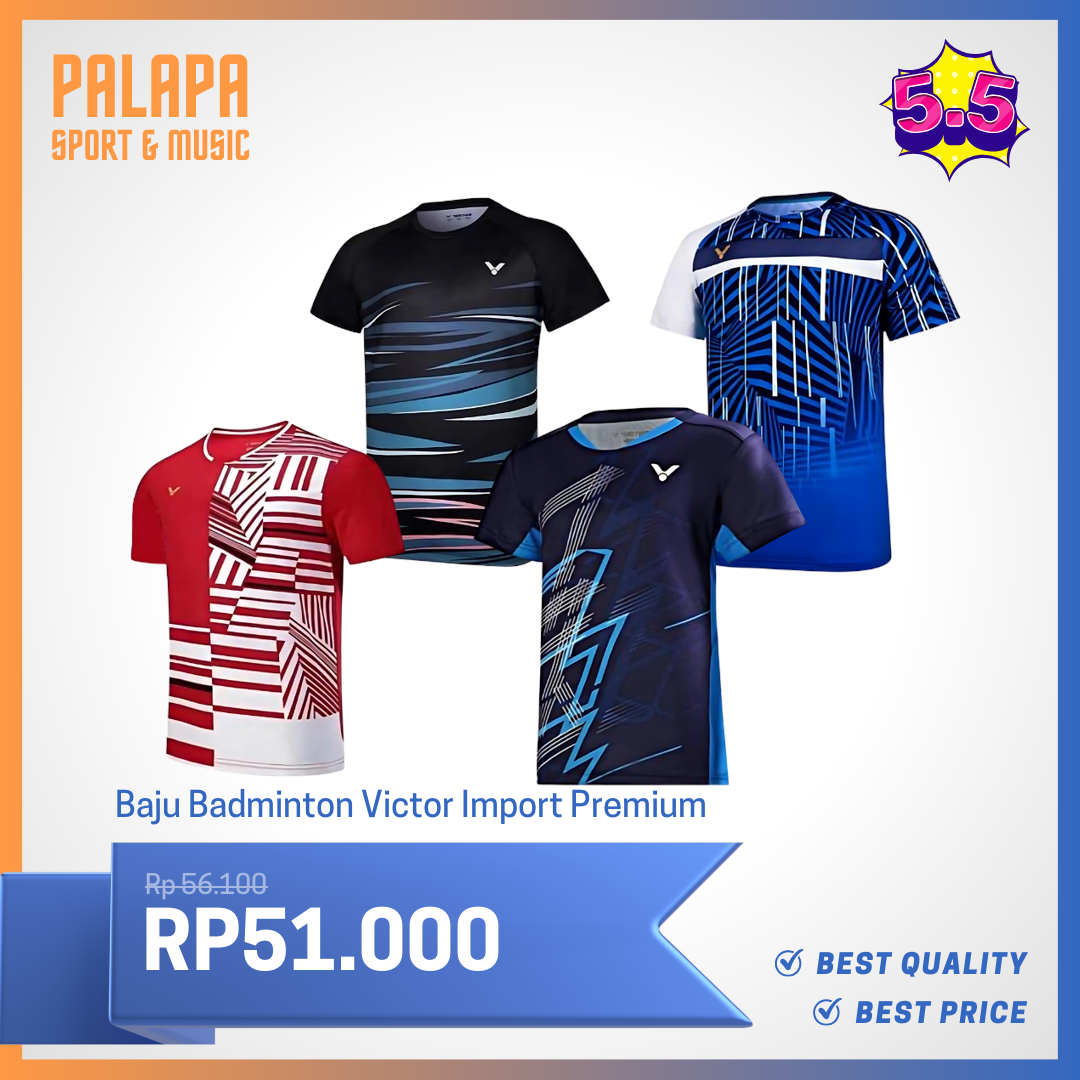 PALAPA
SPORT & MUSIC
5.5
Baju Badminton Victor Import Premium
Rp 56.100
RP51.000
BEST QUALITY
BEST PRICE